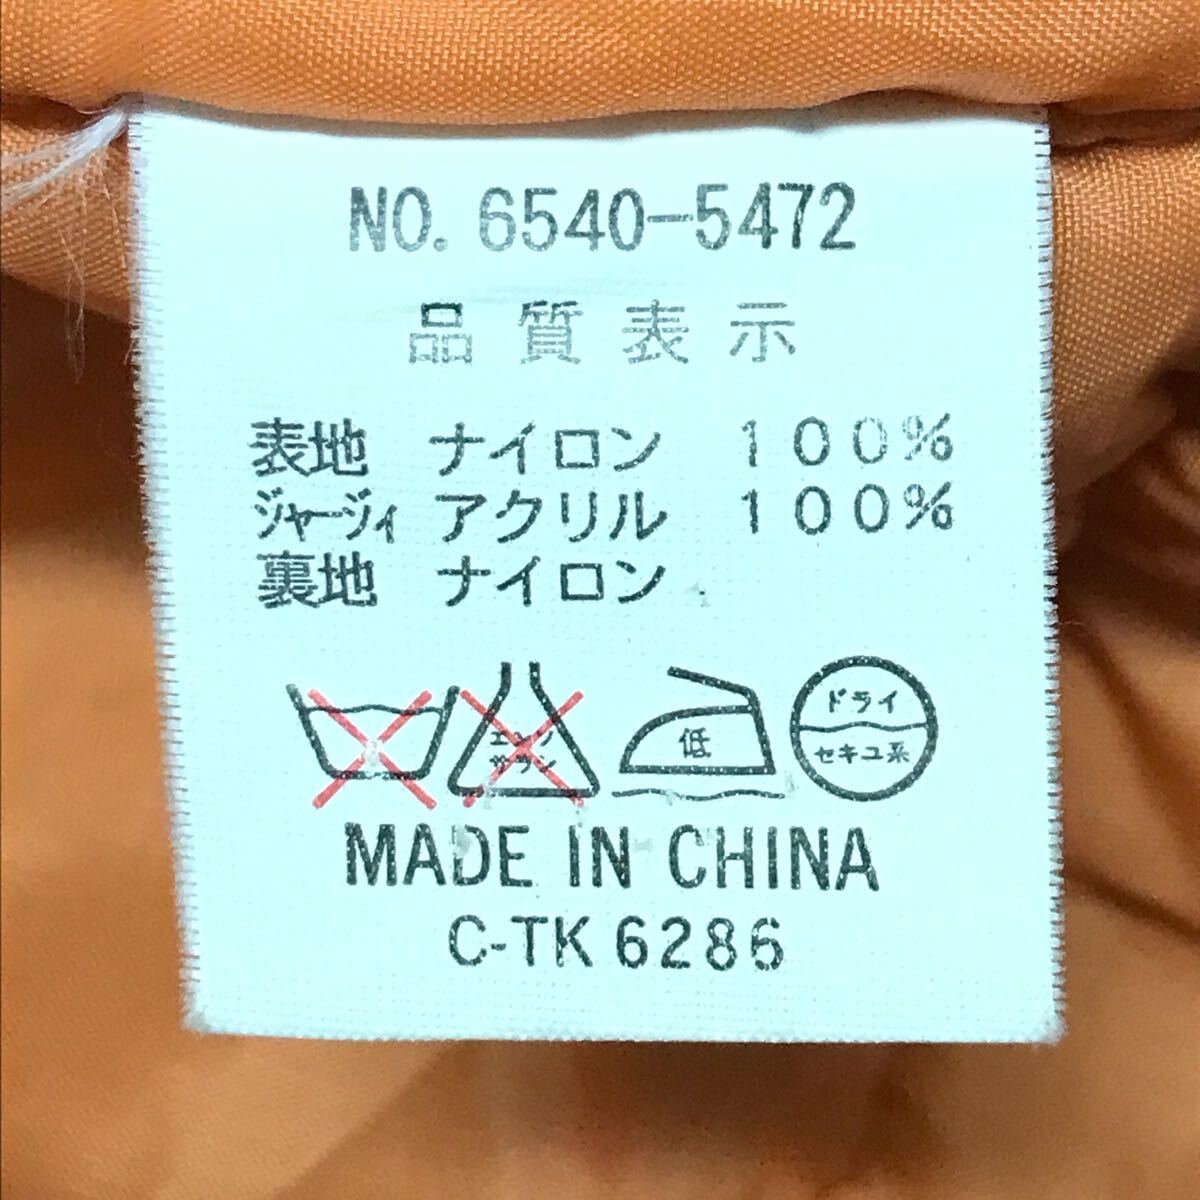 NO. 6540-5472
品質表示
表地 ナイロン 100%
ジャージィ アクリル 100%
裏地 ナイロン
エンソ
サラシ
低
ドライ
セキユ系
MADE IN CHINA
C-TK 6286